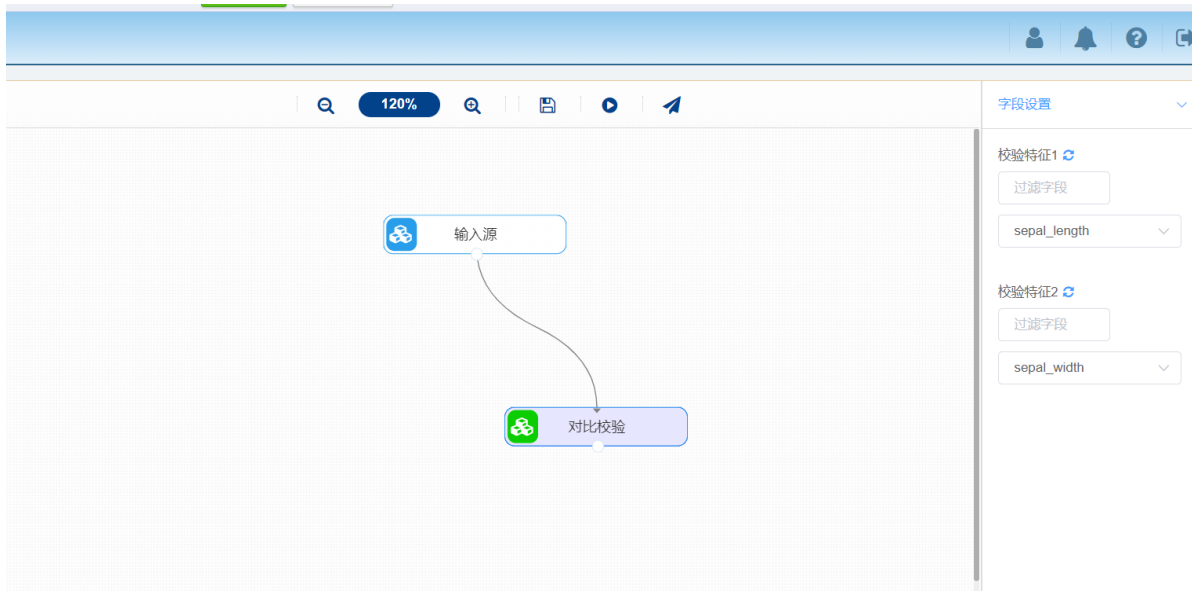 120%
字段设置
校验特征1
过滤字段
输入源
sepal_length
校验特征2
过滤字段
sepal_width
对比校验